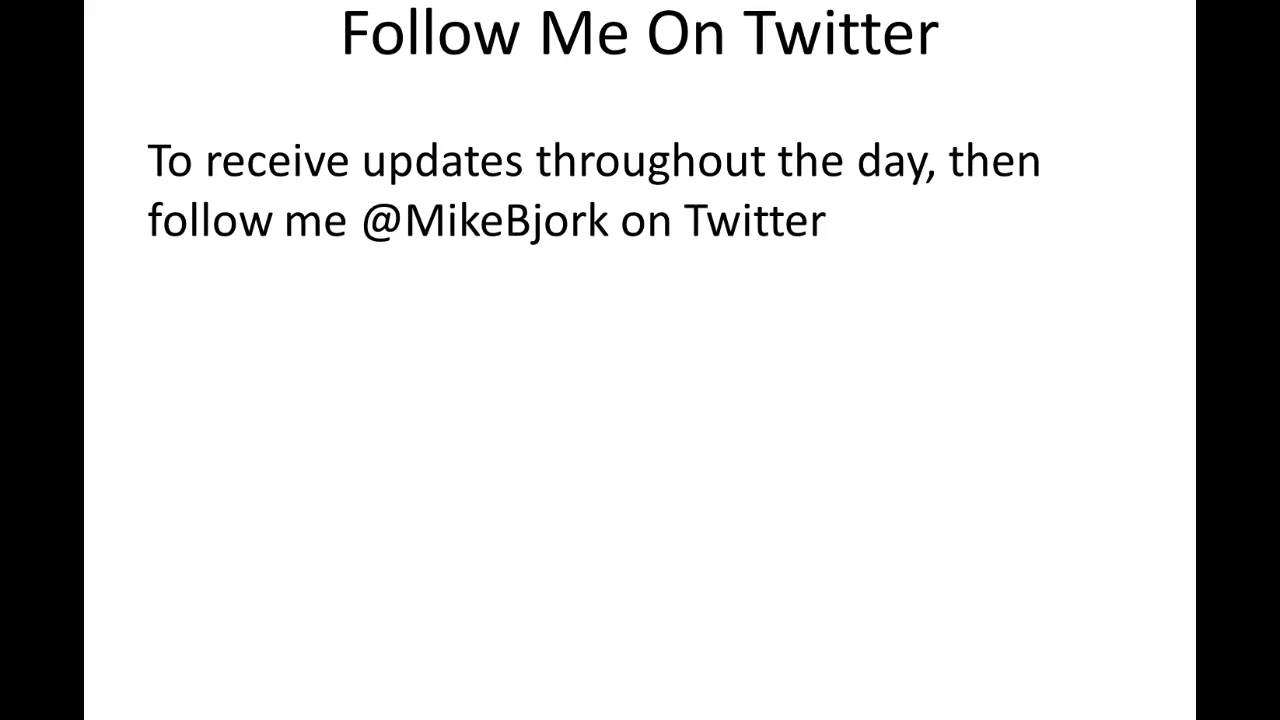 Follow Me On Twitter
To receive updates throughout the day, then
follow me @MikeBjork on Twitter